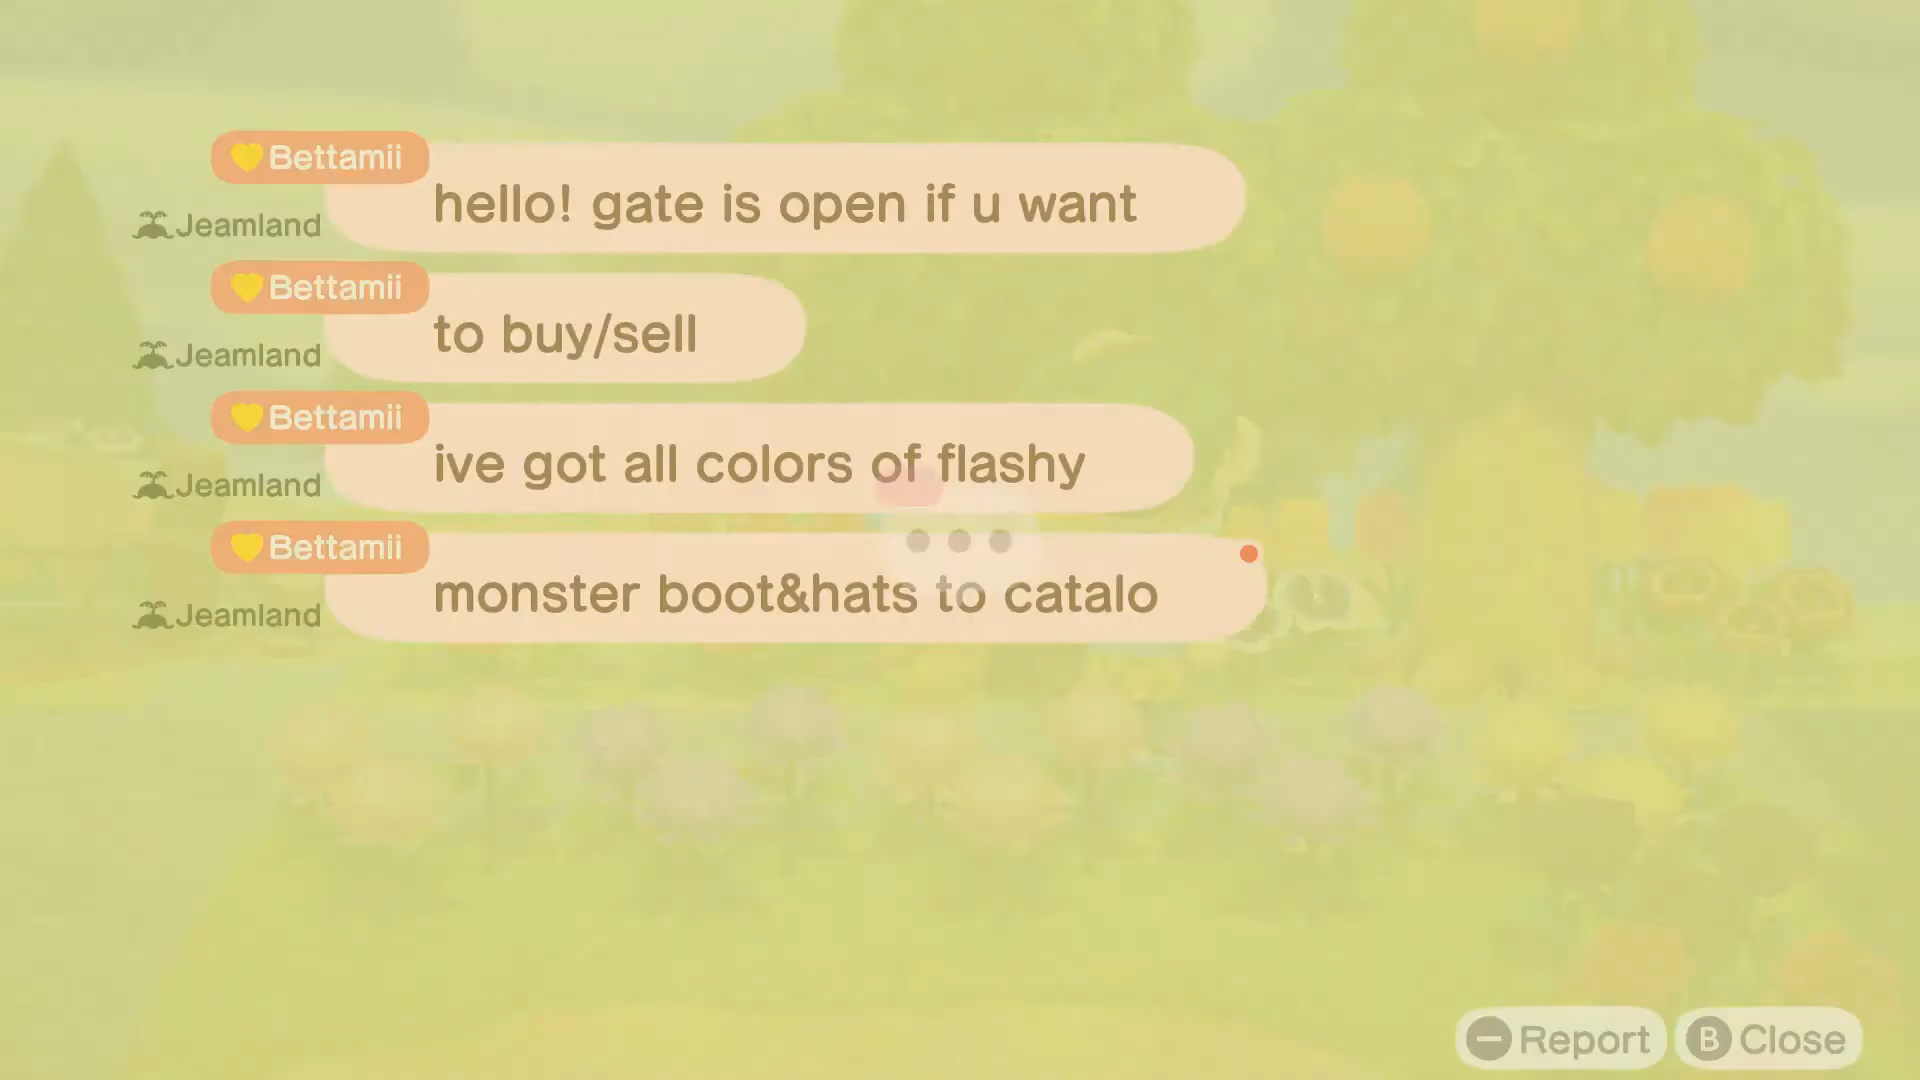 Bettamii
hello! gate is open if u want
Jeamland
Bettamii
to buy/sell
Jeamland
Bettamii
ive got all colors of flashy
Jeamland
Bettamii
monster boot&hats to catalo
Jeamland
Report
B Close